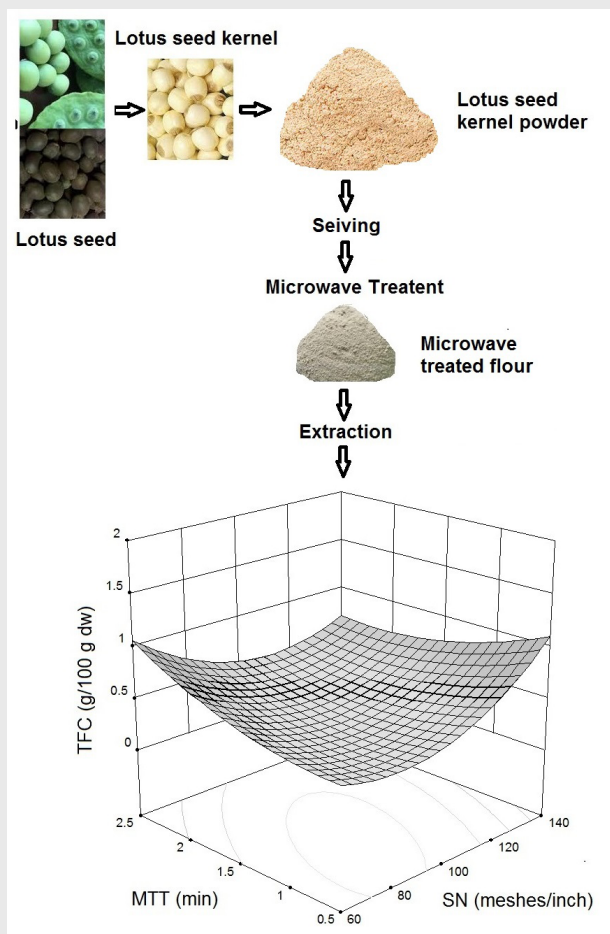 Lotus seed kernel
Lotus seed
kernel powder
Lotus seed
Seiving
Microwave Treatent
Microwave
treated flour
Extraction
2
1.5
1
0.5
0
TFC (g/100 g dw)
2.5
2
1.5
1
0.5
MTT (min)
60
80
100
120
140
SN (meshes/inch)